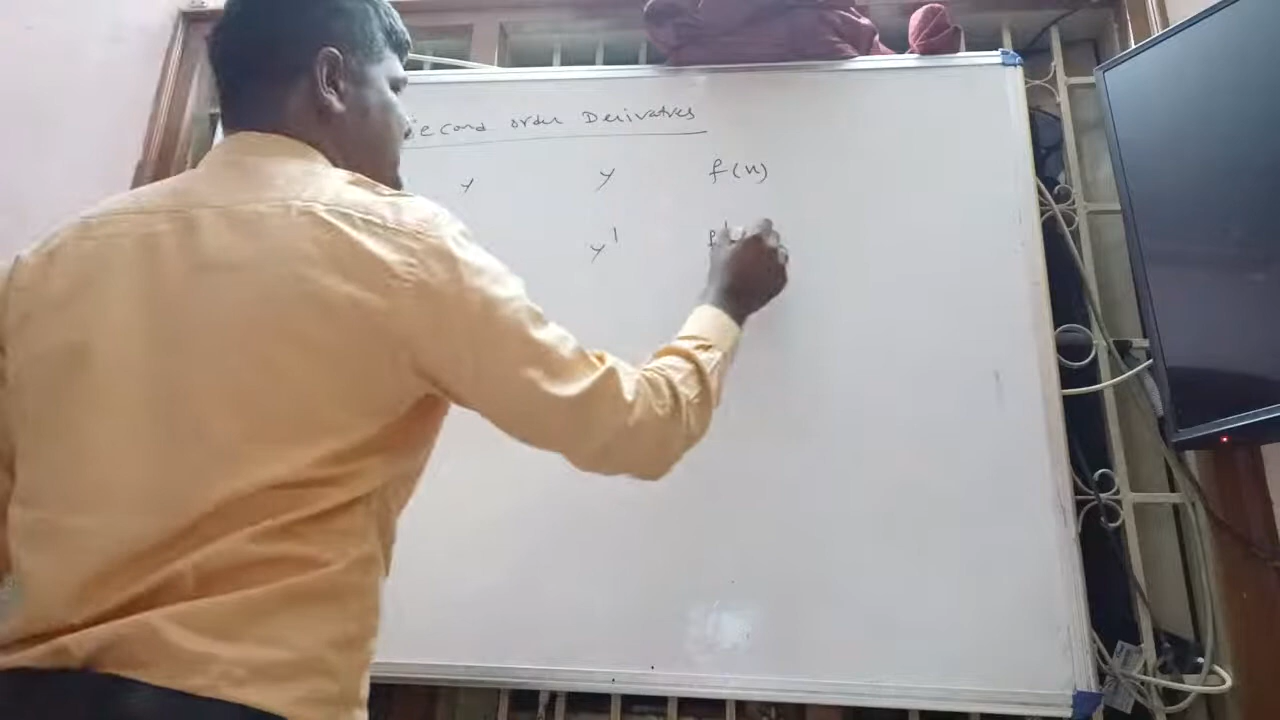 Second order Derivatives
y y f(x)
y'